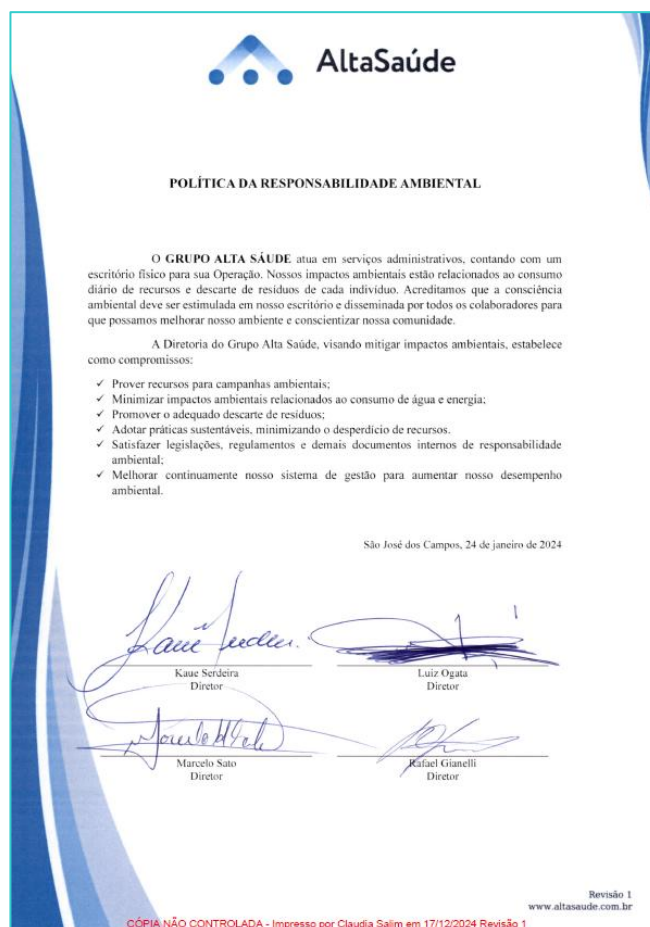 AltaSaúde
POLÍTICA DA RESPONSABILIDADE AMBIENTAL
O GRUPO ALTA SÁUDE atua em serviços administrativos, contando com um
escritório físico para sua Operação. Nossos impactos ambientais estão relacionados ao consumo
diário de recursos e descarte de resíduos de cada indivíduo. Acreditamos que a consciência
ambiental deve ser estimulada em nosso escritório e disseminada por todos os colaboradores para
que possamos melhorar nosso ambiente e conscientizar nossa comunidade.
A Diretoria do Grupo Alta Saúde, visando mitigar impactos ambientais, estabelece
como compromissos:
✓ Prover recursos para campanhas ambientais;
✓ Minimizar impactos ambientais relacionados ao consumo de água e energia;
✓ Promover o adequado descarte de resíduos;
✓ Adotar práticas sustentáveis, minimizando o desperdício de recursos.
✓ Satisfazer legislações, regulamentos e demais documentos internos de responsabilidade
ambiental;
✓ Melhorar continuamente nosso sistema de gestão para aumentar nosso desempenho
ambiental.
São José dos Campos, 24 de janeiro de 2024
Kaue Serdeira
Diretor
Luiz Ogata
Diretor
Marcelo Sato
Diretor
Rafael Gianelli
Diretor
Revisão 1
www.altasaude.com.br
CÓPIA NÃO CONTROLADA - Impresso por Claudia Salim em 17/12/2024 Revisão 1